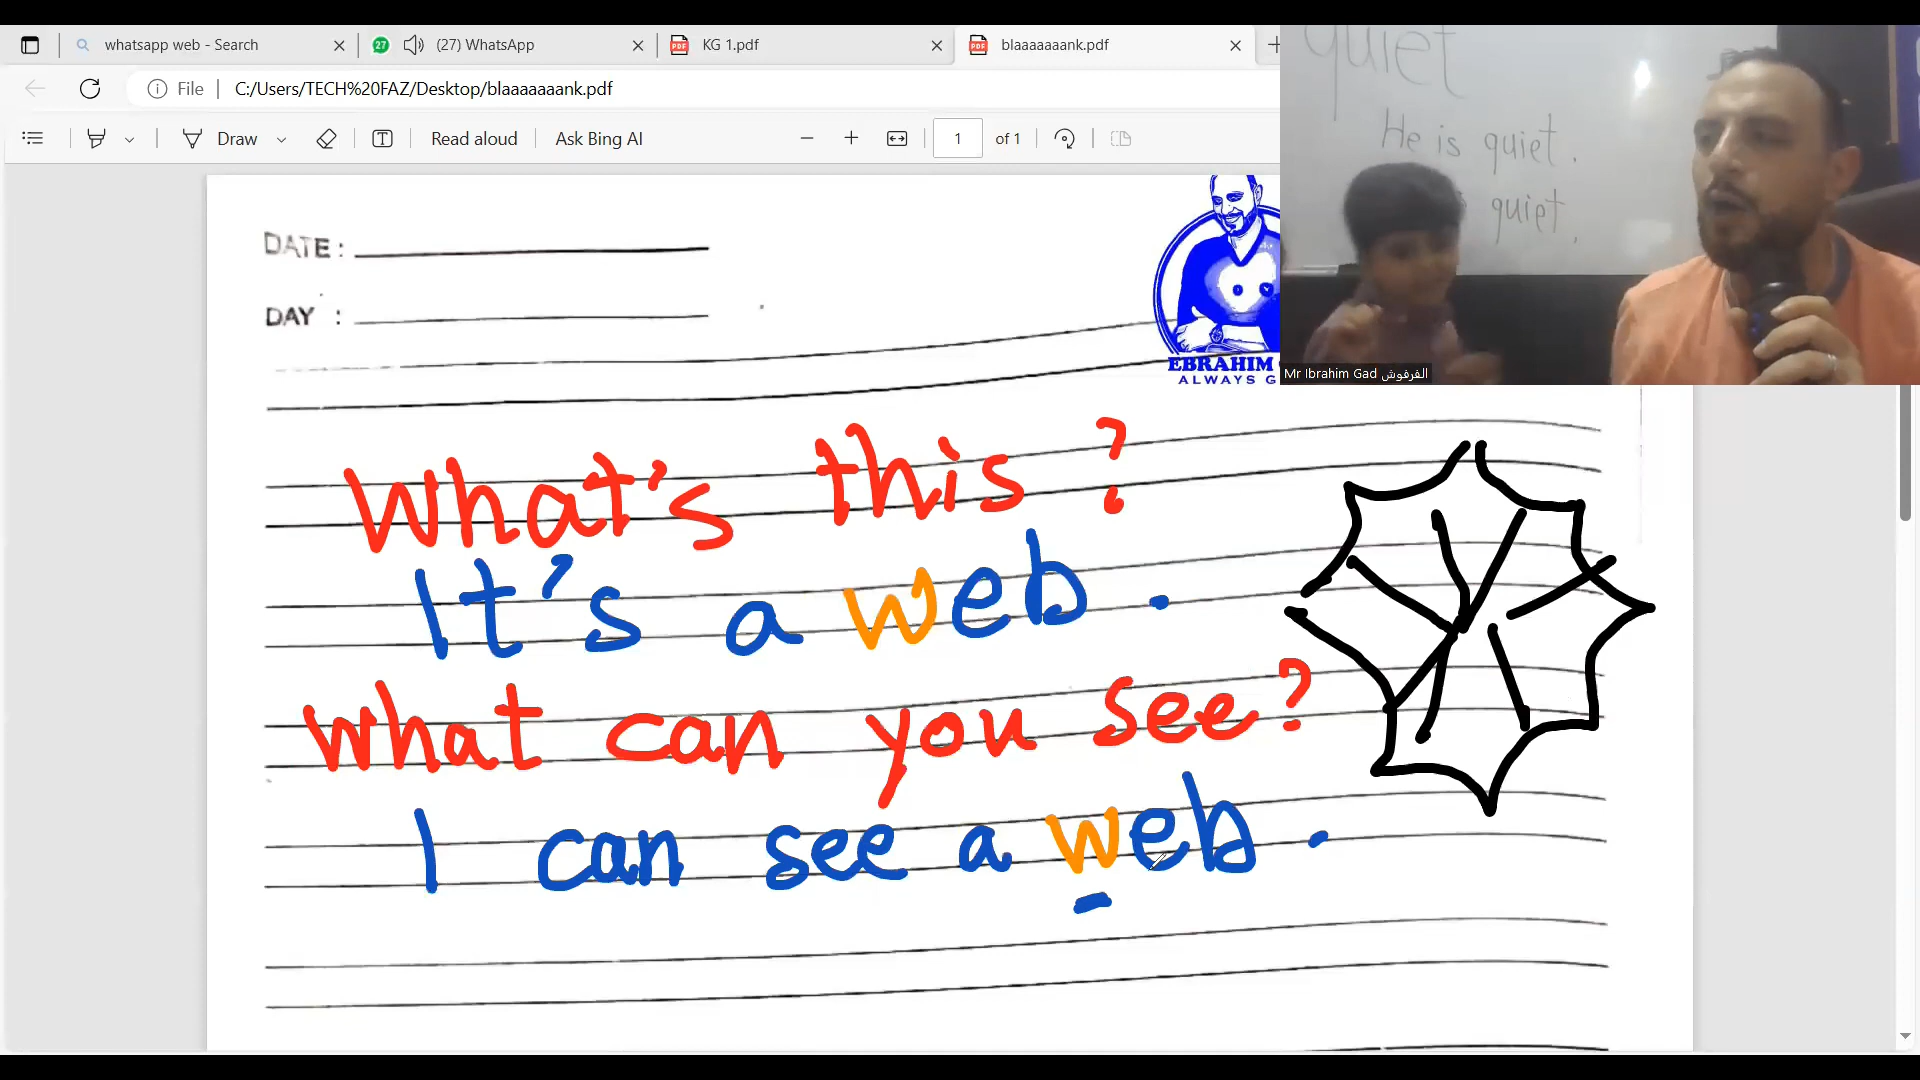 whatsapp web - Search
27
(27) WhatsApp
KG 1.pdf
blaaaaaaank.pdf
File
C:/Users/TECH%20FAZ/Desktop/blaaaaaaank.pdf
Draw
Read aloud
Ask Bing AI
1
of 1
quiet
He is quiet.
quiet.
Mr Ibrahim Gad الفرفوش
DATE:
DAY :
EBRAHIM
ALWAYS G
What's this?
It's a web.
What can you see?
I can see a web.